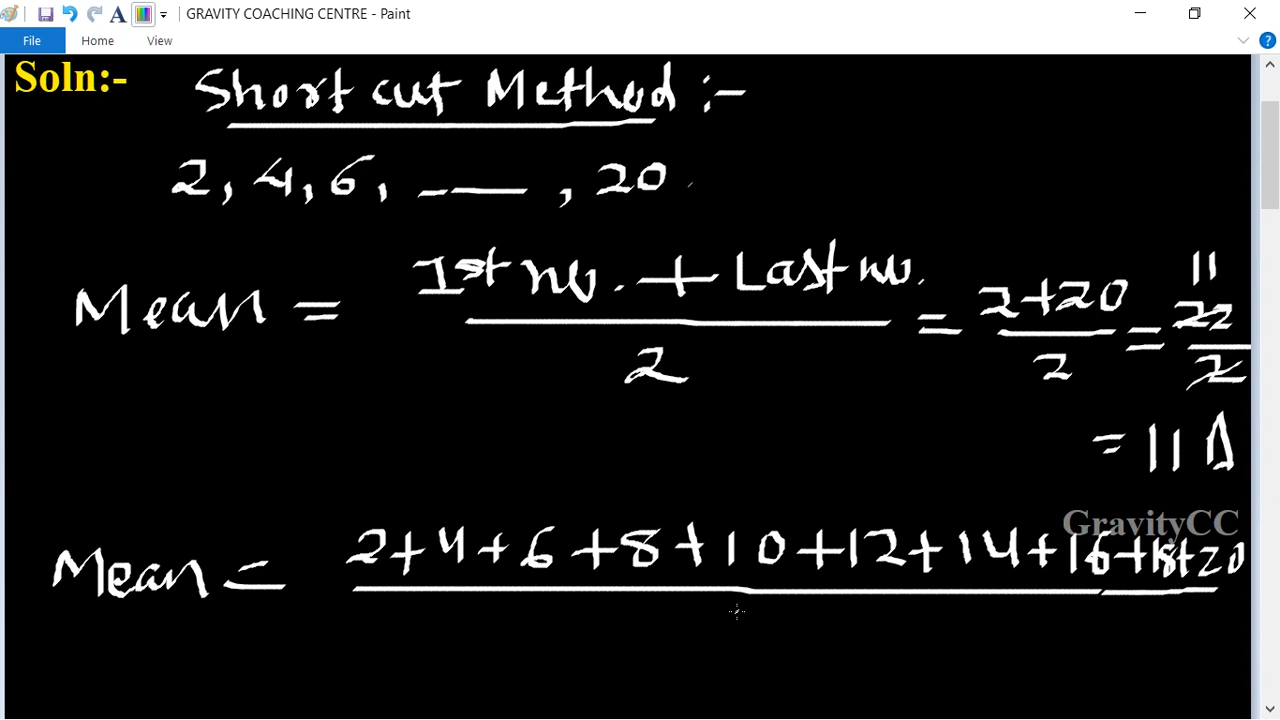 GRAVITY COACHING CENTRE - Paint
File Home View
Soln:-
Short cut Method :-
2, 4, 6, -— , 20
Mean = 1st no. + Last no. / 2 = 2+20 / 2 = 22 / 2 11
= 11 A
GravityCC
Mean = 2+4+6+8+10+12+14+16+18+20